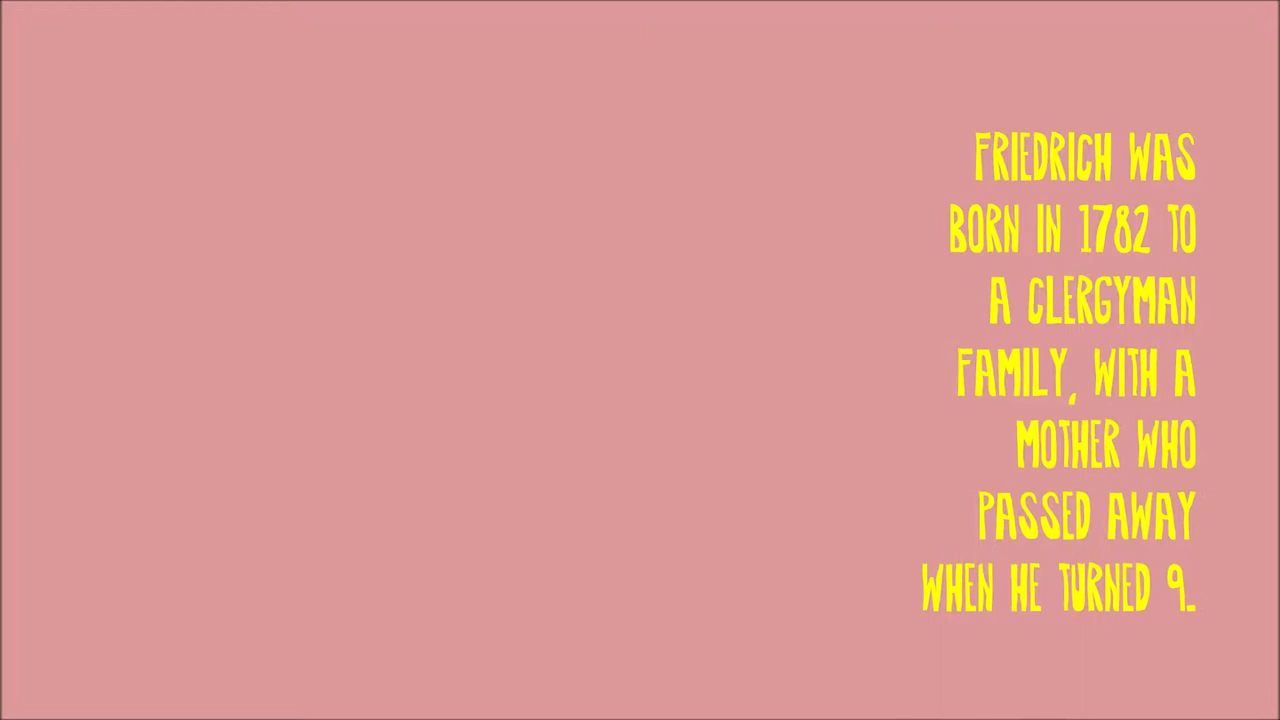 FRIEDRICH WAS
BORN IN 1782 TO
A CLERGYMAN
FAMILY, WITH A
MOTHER WHO
PASSED AWAY
WHEN HE TURNED 9.